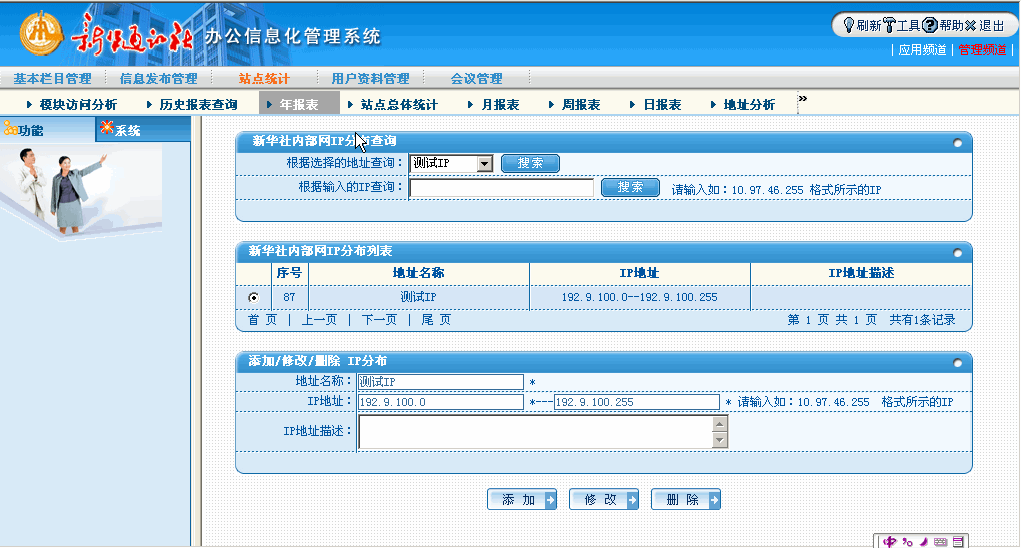 新华通讯社 办公信息化管理系统
刷新 工具 帮助 退出
| 应用频道 | 管理频道 |
基本栏目管理 信息发布管理 站点统计 用户资料管理 会议管理
模块访问分析 历史报表查询 年报表 站点总体统计 月报表 周报表 日报表 地址分析 »
功能 系统
新华社内部网IP分布查询
根据选择的地址查询： 测试IP 搜索
根据输入的IP查询： 搜索 请输入如：10.97.46.255 格式所示的IP
新华社内部网IP分布列表
序号 地址名称 IP地址 IP地址描述
87 测试IP 192.9.100.0--192.9.100.255
首 页 | 上一页 | 下一页 | 尾 页 第 1 页 共 1 页 共有1条记录
添加/修改/删除 IP分布
地址名称： 测试IP *
IP地址： 192.9.100.0 *---192.9.100.255 * 请输入如：10.97.46.255 格式所示的IP
IP地址描述：
添 加 修 改 删 除
中